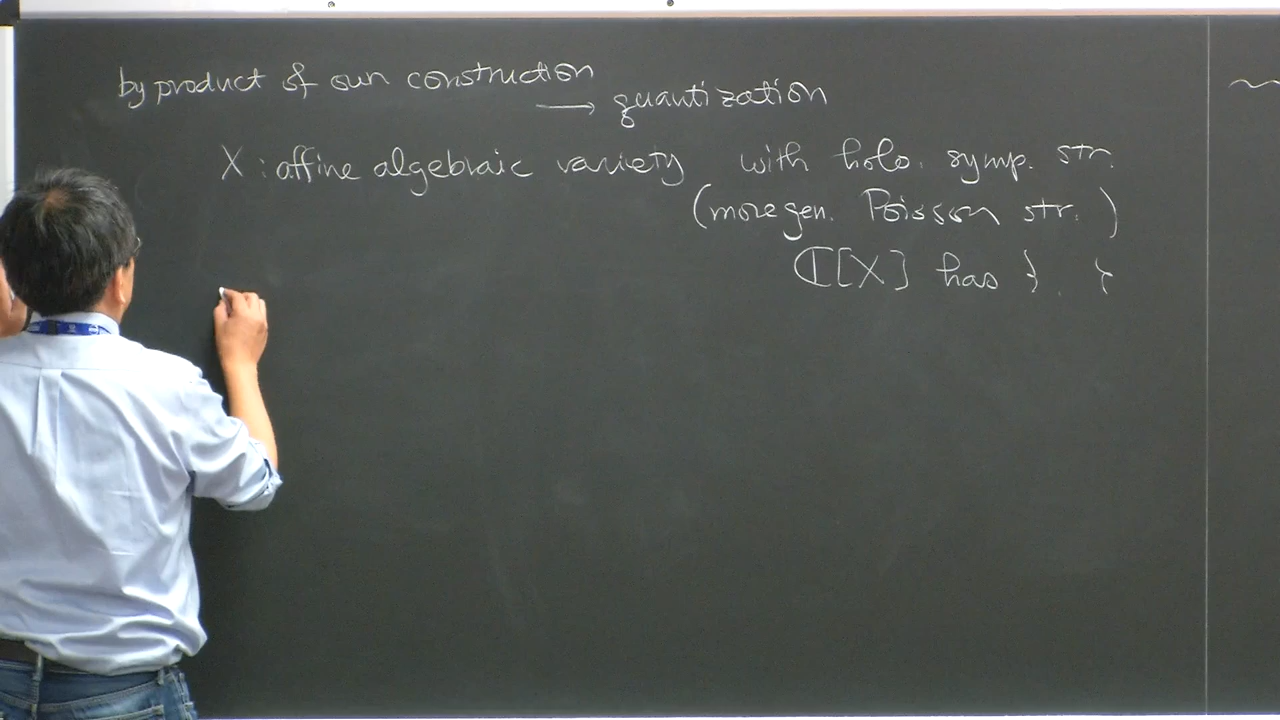 by product of our construction
⟶ quantization
X : affine algebraic variety with holo. symp. str.
(more gen. Poisson str. )
ℂ[X] has { , }